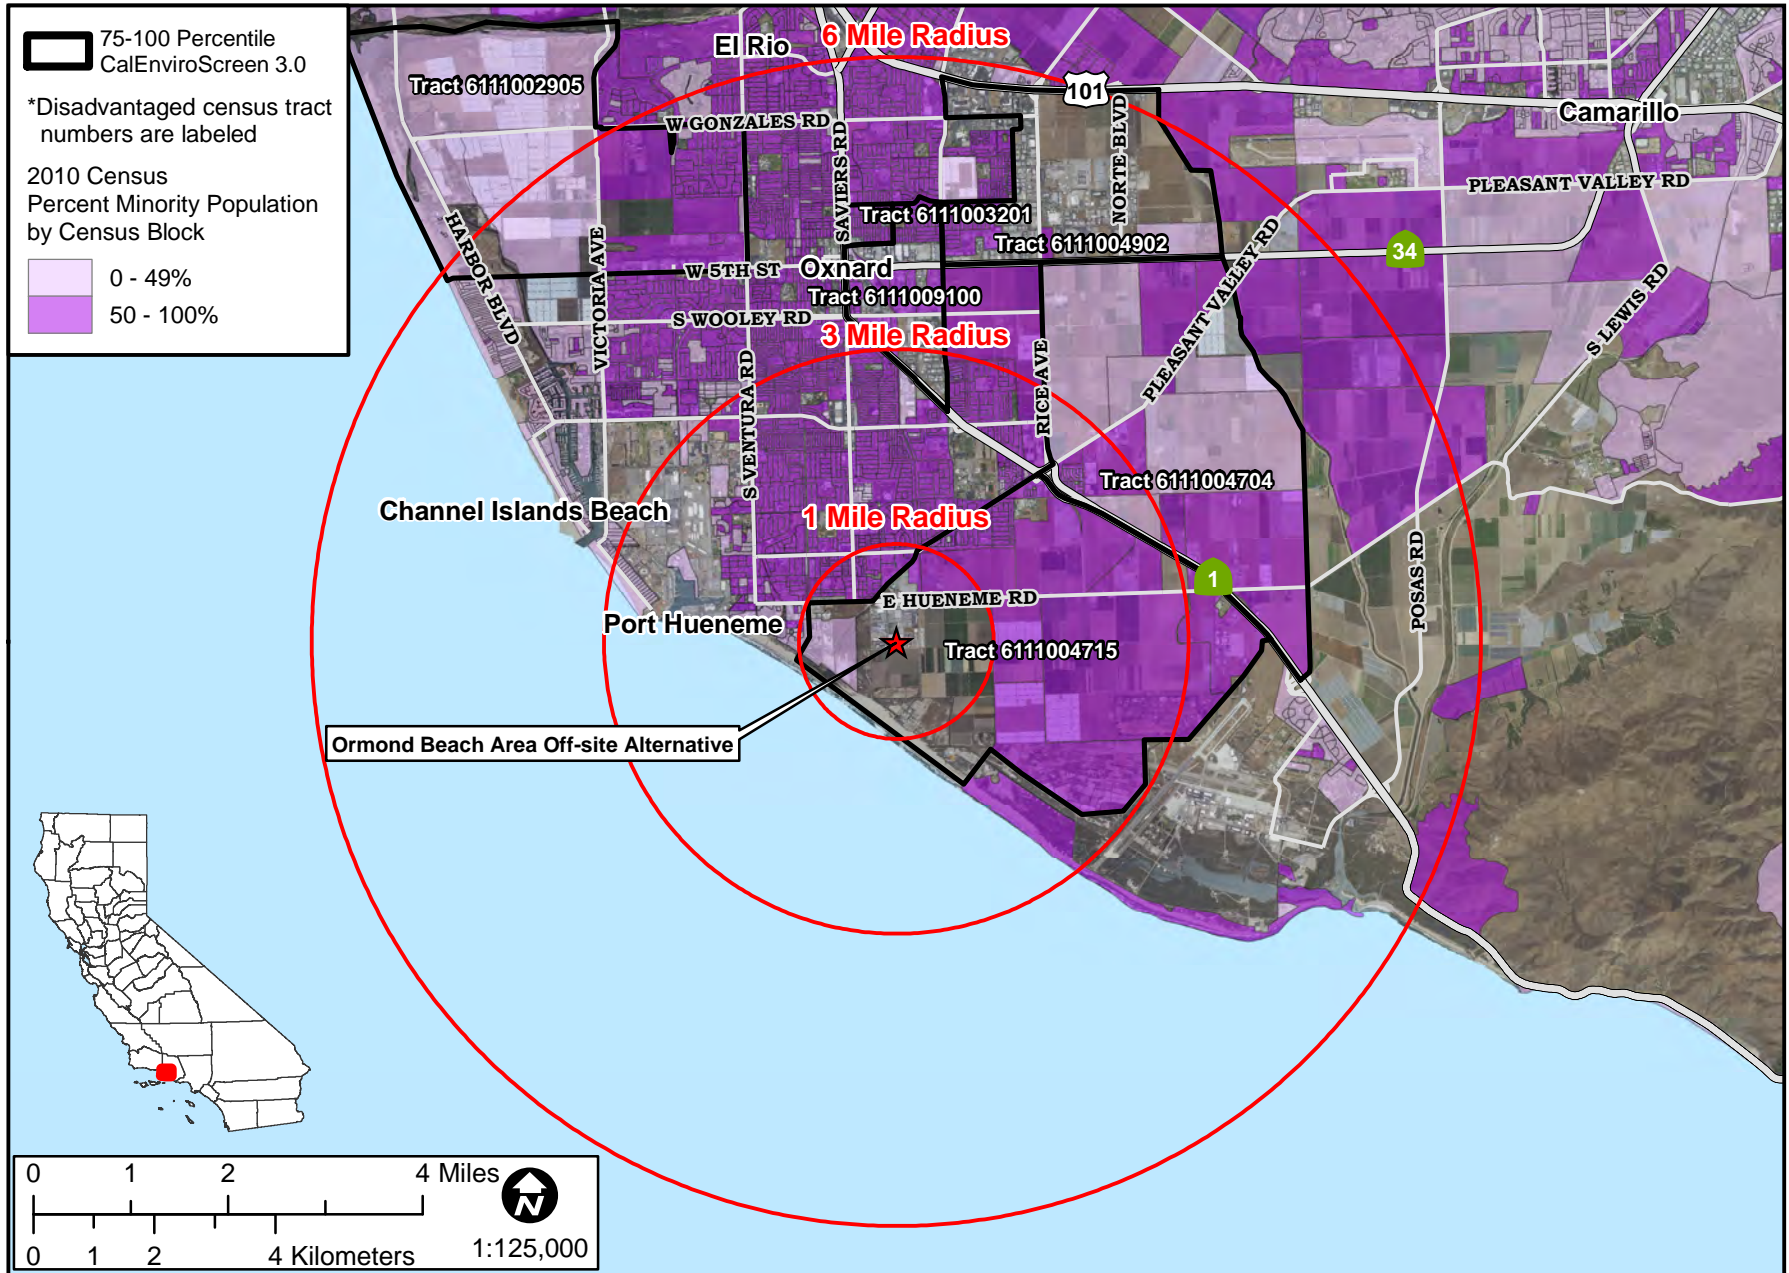 75-100 Percentile
CalEnviroScreen 3.0
*Disadvantaged census tract
numbers are labeled
2010 Census
Percent Minority Population
by Census Block
0 - 49%
50 - 100%
El Rio
6 Mile Radius
Tract 6111002905
101
Camarillo
W GONZALES RD
SAVIERS RD
NORTE BLVD
PLEASANT VALLEY RD
HARBOR BLVD
VICTORIA AVE
Tract 6111003201
Tract 6111004902
34
W 5TH ST
Oxnard
PLEASANT VALLEY RD
Tract 6111009100
S WOOLEY RD
S LEWIS RD
3 Mile Radius
RICE AVE
S VENTURA RD
Tract 6111004704
Channel Islands Beach
1 Mile Radius
1
POSAS RD
E HUENEME RD
Port Hueneme
Tract 6111004715
Ormond Beach Area Off-site Alternative
0 1 2 4 Miles
N
0 1 2 4 Kilometers
1:125,000